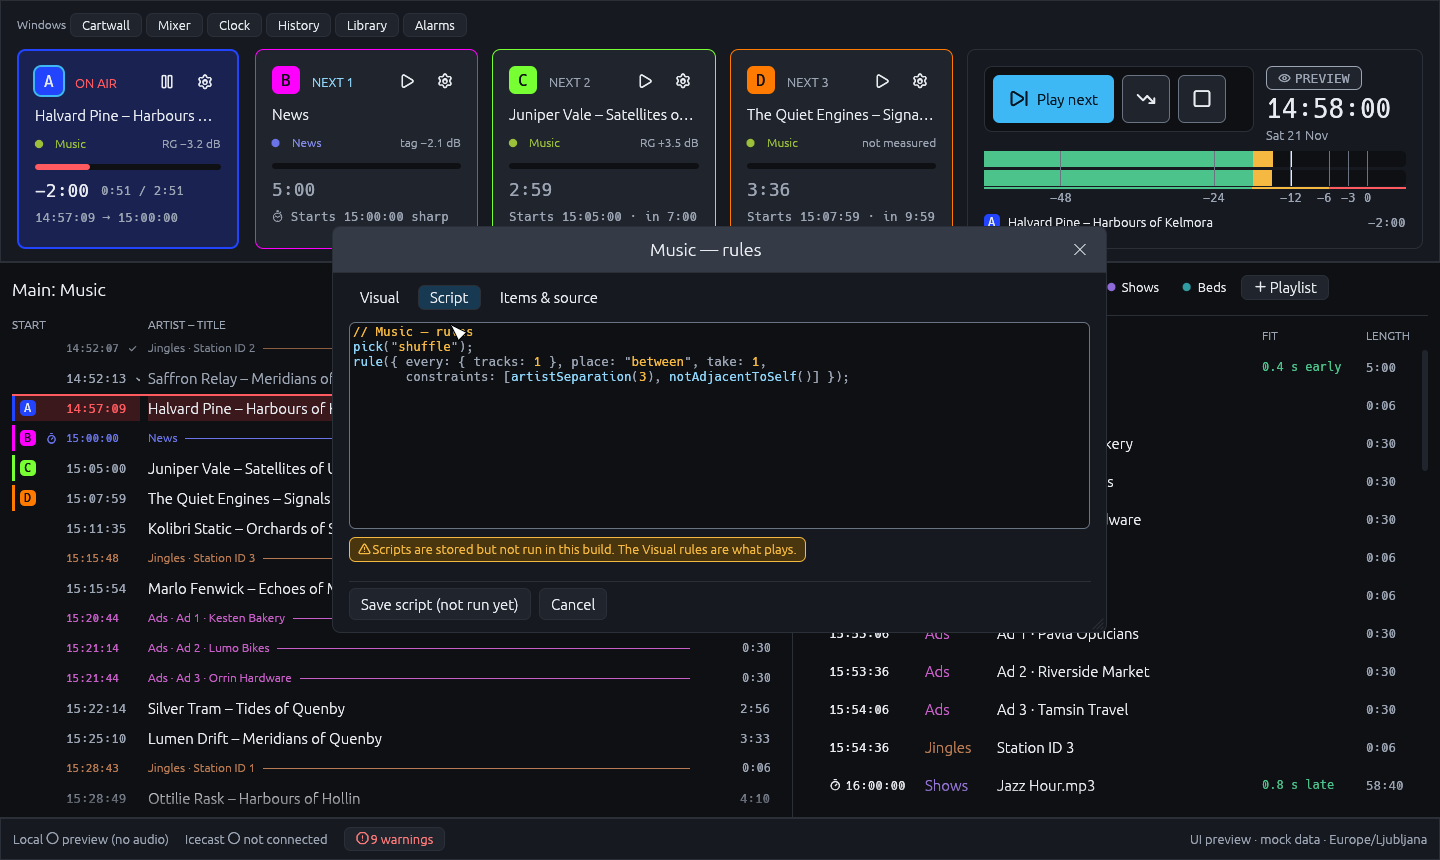 Windows Cartwall Mixer Clock History Library Alarms
A ON AIR
Halvard Pine – Harbours ...
Music RG −3.2 dB
−2:00 0:51 / 2:51
14:57:09 → 15:00:00
B NEXT 1
News
News tag −2.1 dB
5:00
Starts 15:00:00 sharp
C NEXT 2
Juniper Vale – Satellites o...
Music RG +3.5 dB
2:59
Starts 15:05:00 · in 7:00
D NEXT 3
The Quiet Engines – Signa...
Music not measured
3:36
Starts 15:07:59 · in 9:59
Play next
PREVIEW
14:58:00
Sat 21 Nov
−48 −24 −12 −6 −3 0
A Halvard Pine – Harbours of Kelmora −2:00
Main: Music
START ARTIST – TITLE
14:52:07 Jingles · Station ID 2
14:52:13 Saffron Relay – Meridians of
A 14:57:09 Halvard Pine – Harbours of
B 15:00:00 News
C 15:05:00 Juniper Vale – Satellites of
D 15:07:59 The Quiet Engines – Signals
15:11:35 Kolibri Static – Orchards of
15:15:48 Jingles · Station ID 3
15:15:54 Marlo Fenwick – Echoes of
15:20:44 Ads · Ad 1 · Kesten Bakery
15:21:14 Ads · Ad 2 · Lumo Bikes 0:30
15:21:44 Ads · Ad 3 · Orrin Hardware 0:30
15:22:14 Silver Tram – Tides of Quenby 2:56
15:25:10 Lumen Drift – Meridians of Quenby 3:33
15:28:43 Jingles · Station ID 1 0:06
15:28:49 Ottilie Rask – Harbours of Hollin 4:10
Music — rules
Visual Script Items & source
// Music — rules
pick("shuffle");
rule({ every: { tracks: 1 }, place: "between", take: 1,
constraints: [artistSeparation(3), notAdjacentToSelf()] });
Scripts are stored but not run in this build. The Visual rules are what plays.
Save script (not run yet) Cancel
Shows Beds + Playlist
FIT LENGTH
0.4 s early 5:00
0:06
kery 0:30
s 0:30
ware 0:30
0:06
0:06
15:53:06 Ads Ad 1 · Pavla Opticians 0:30
15:53:36 Ads Ad 2 · Riverside Market 0:30
15:54:06 Ads Ad 3 · Tamsin Travel 0:30
15:54:36 Jingles Station ID 3 0:06
16:00:00 Shows Jazz Hour.mp3 0.8 s late 58:40
Local preview (no audio) Icecast not connected 9 warnings
UI preview · mock data · Europe/Ljubljana